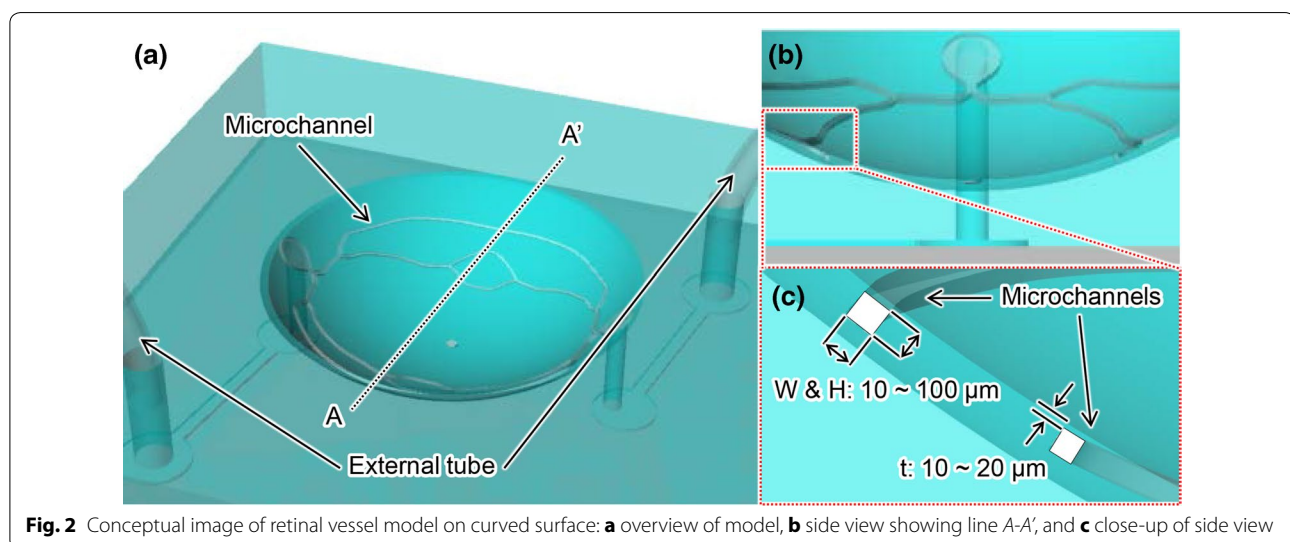 (a)
Microchannel
A'
A
External tube
(b)
(c)
Microchannels
W & H: 10 ~ 100 μm
t: 10 ~ 20 μm
Fig. 2 Conceptual image of retinal vessel model on curved surface: a overview of model, b side view showing line A-A′, and c close-up of side view